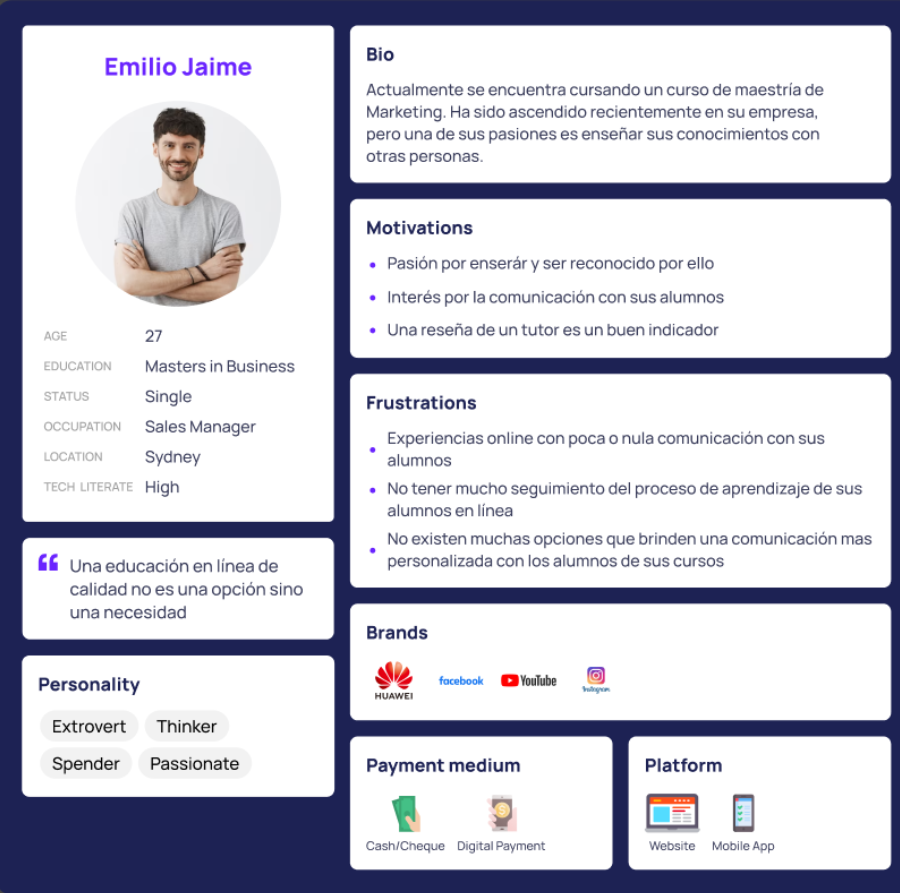 Emilio Jaime
AGE 27
EDUCATION Masters in Business
STATUS Single
OCCUPATION Sales Manager
LOCATION Sydney
TECH LITERATE High
“ Una educación en línea de
calidad no es una opción sino
una necesidad
Personality
Extrovert Thinker
Spender Passionate
Bio
Actualmente se encuentra cursando un curso de maestría de
Marketing. Ha sido ascendido recientemente en su empresa,
pero una de sus pasiones es enseñar sus conocimientos con
otras personas.
Motivations
• Pasión por enserár y ser reconocido por ello
• Interés por la comunicación con sus alumnos
• Una reseña de un tutor es un buen indicador
Frustrations
• Experiencias online con poca o nula comunicación con sus
alumnos
• No tener mucho seguimiento del proceso de aprendizaje de sus
alumnos en línea
• No existen muchas opciones que brinden una comunicación mas
personalizada con los alumnos de sus cursos
Brands
HUAWEI facebook YouTube Instagram
Payment medium
Cash/Cheque Digital Payment
Platform
Website Mobile App